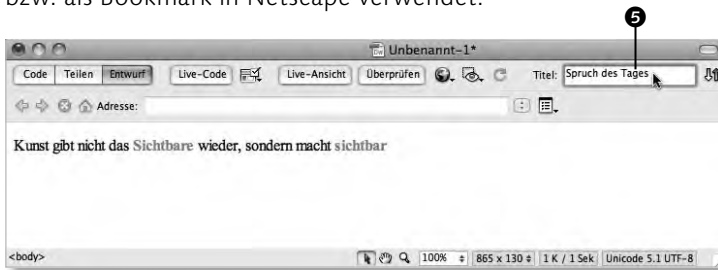 bzw. als Bookmark in Netscape verwendet.
5
Unbenannt-1*
Code Teilen Entwurf Live-Code Live-Ansicht Überprüfen Titel: Spruch des Tages
Adresse:
Kunst gibt nicht das Sichtbare wieder, sondern macht sichtbar
<body> 100% 865 x 130 1 K / 1 Sek Unicode 5.1 UTF-8